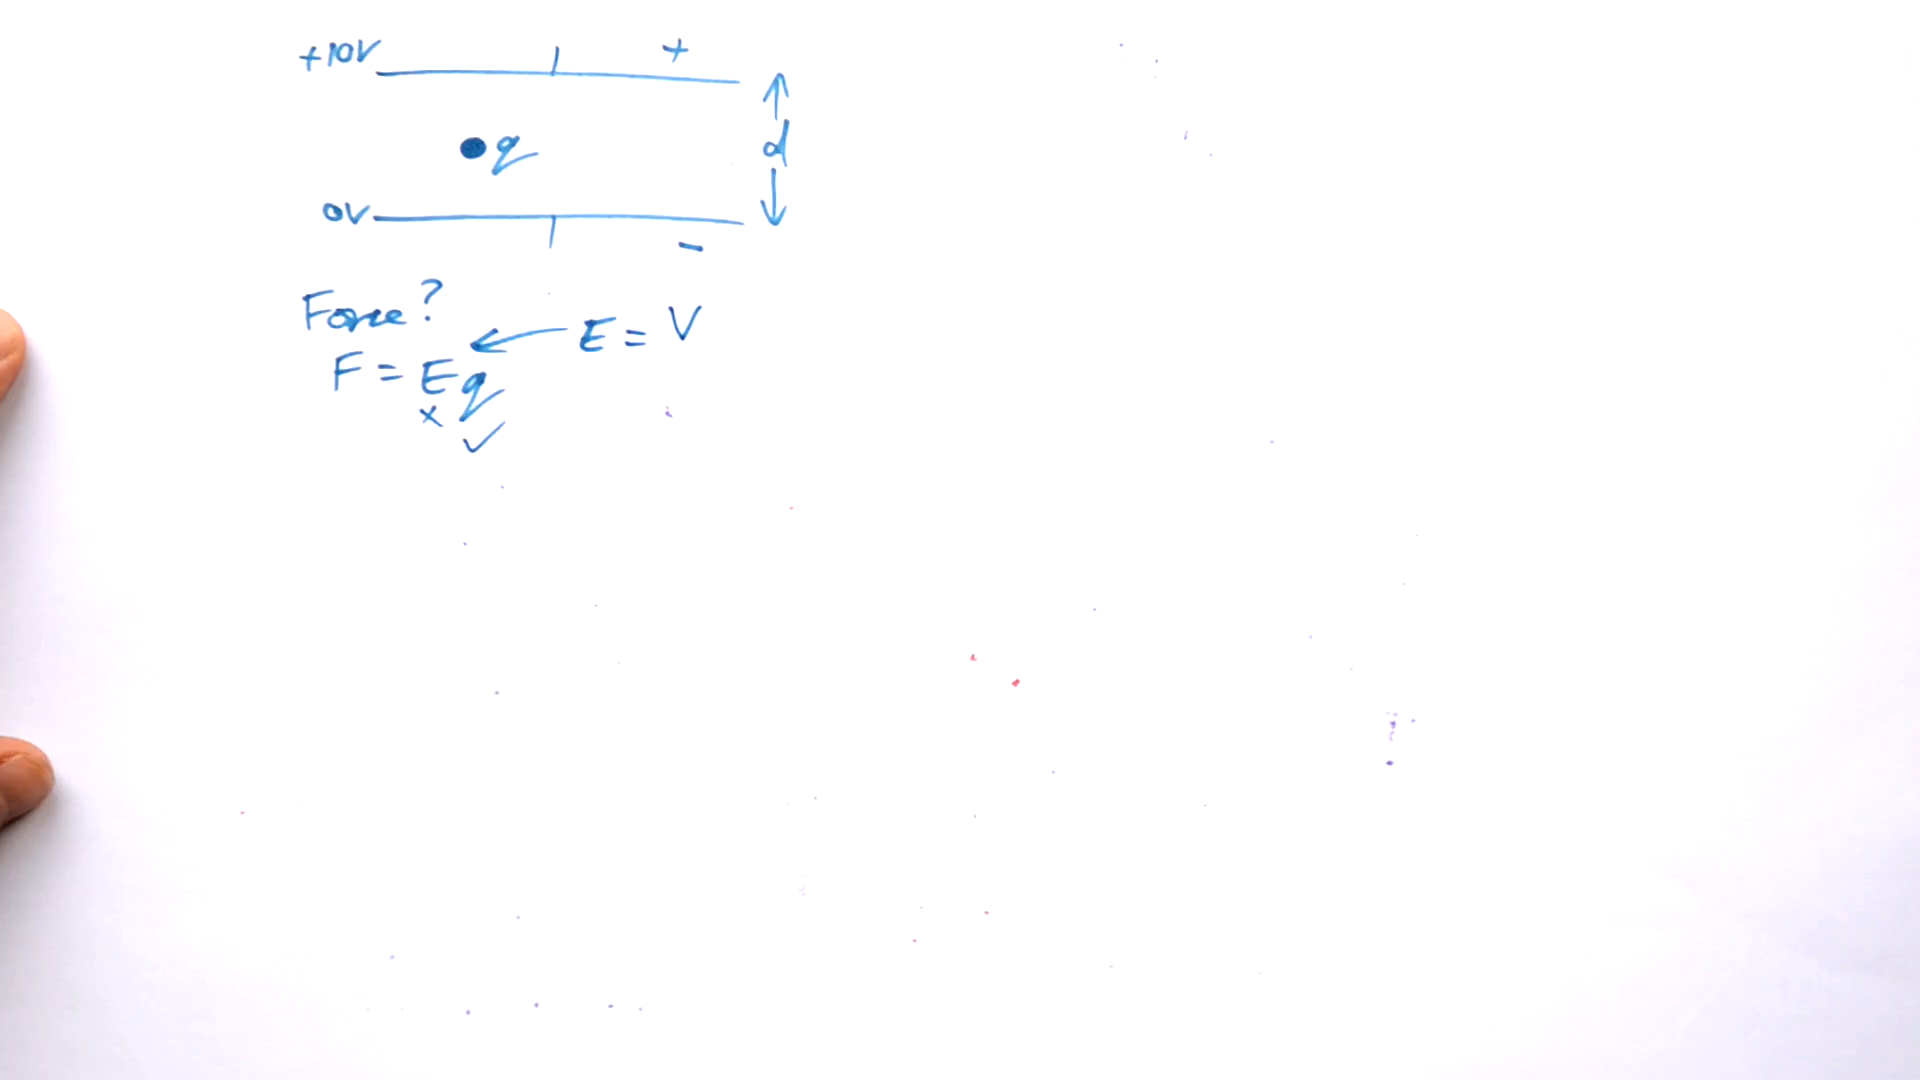 +10V +
q d
0V -
Force?
F = Eq ← E = V
x ✓